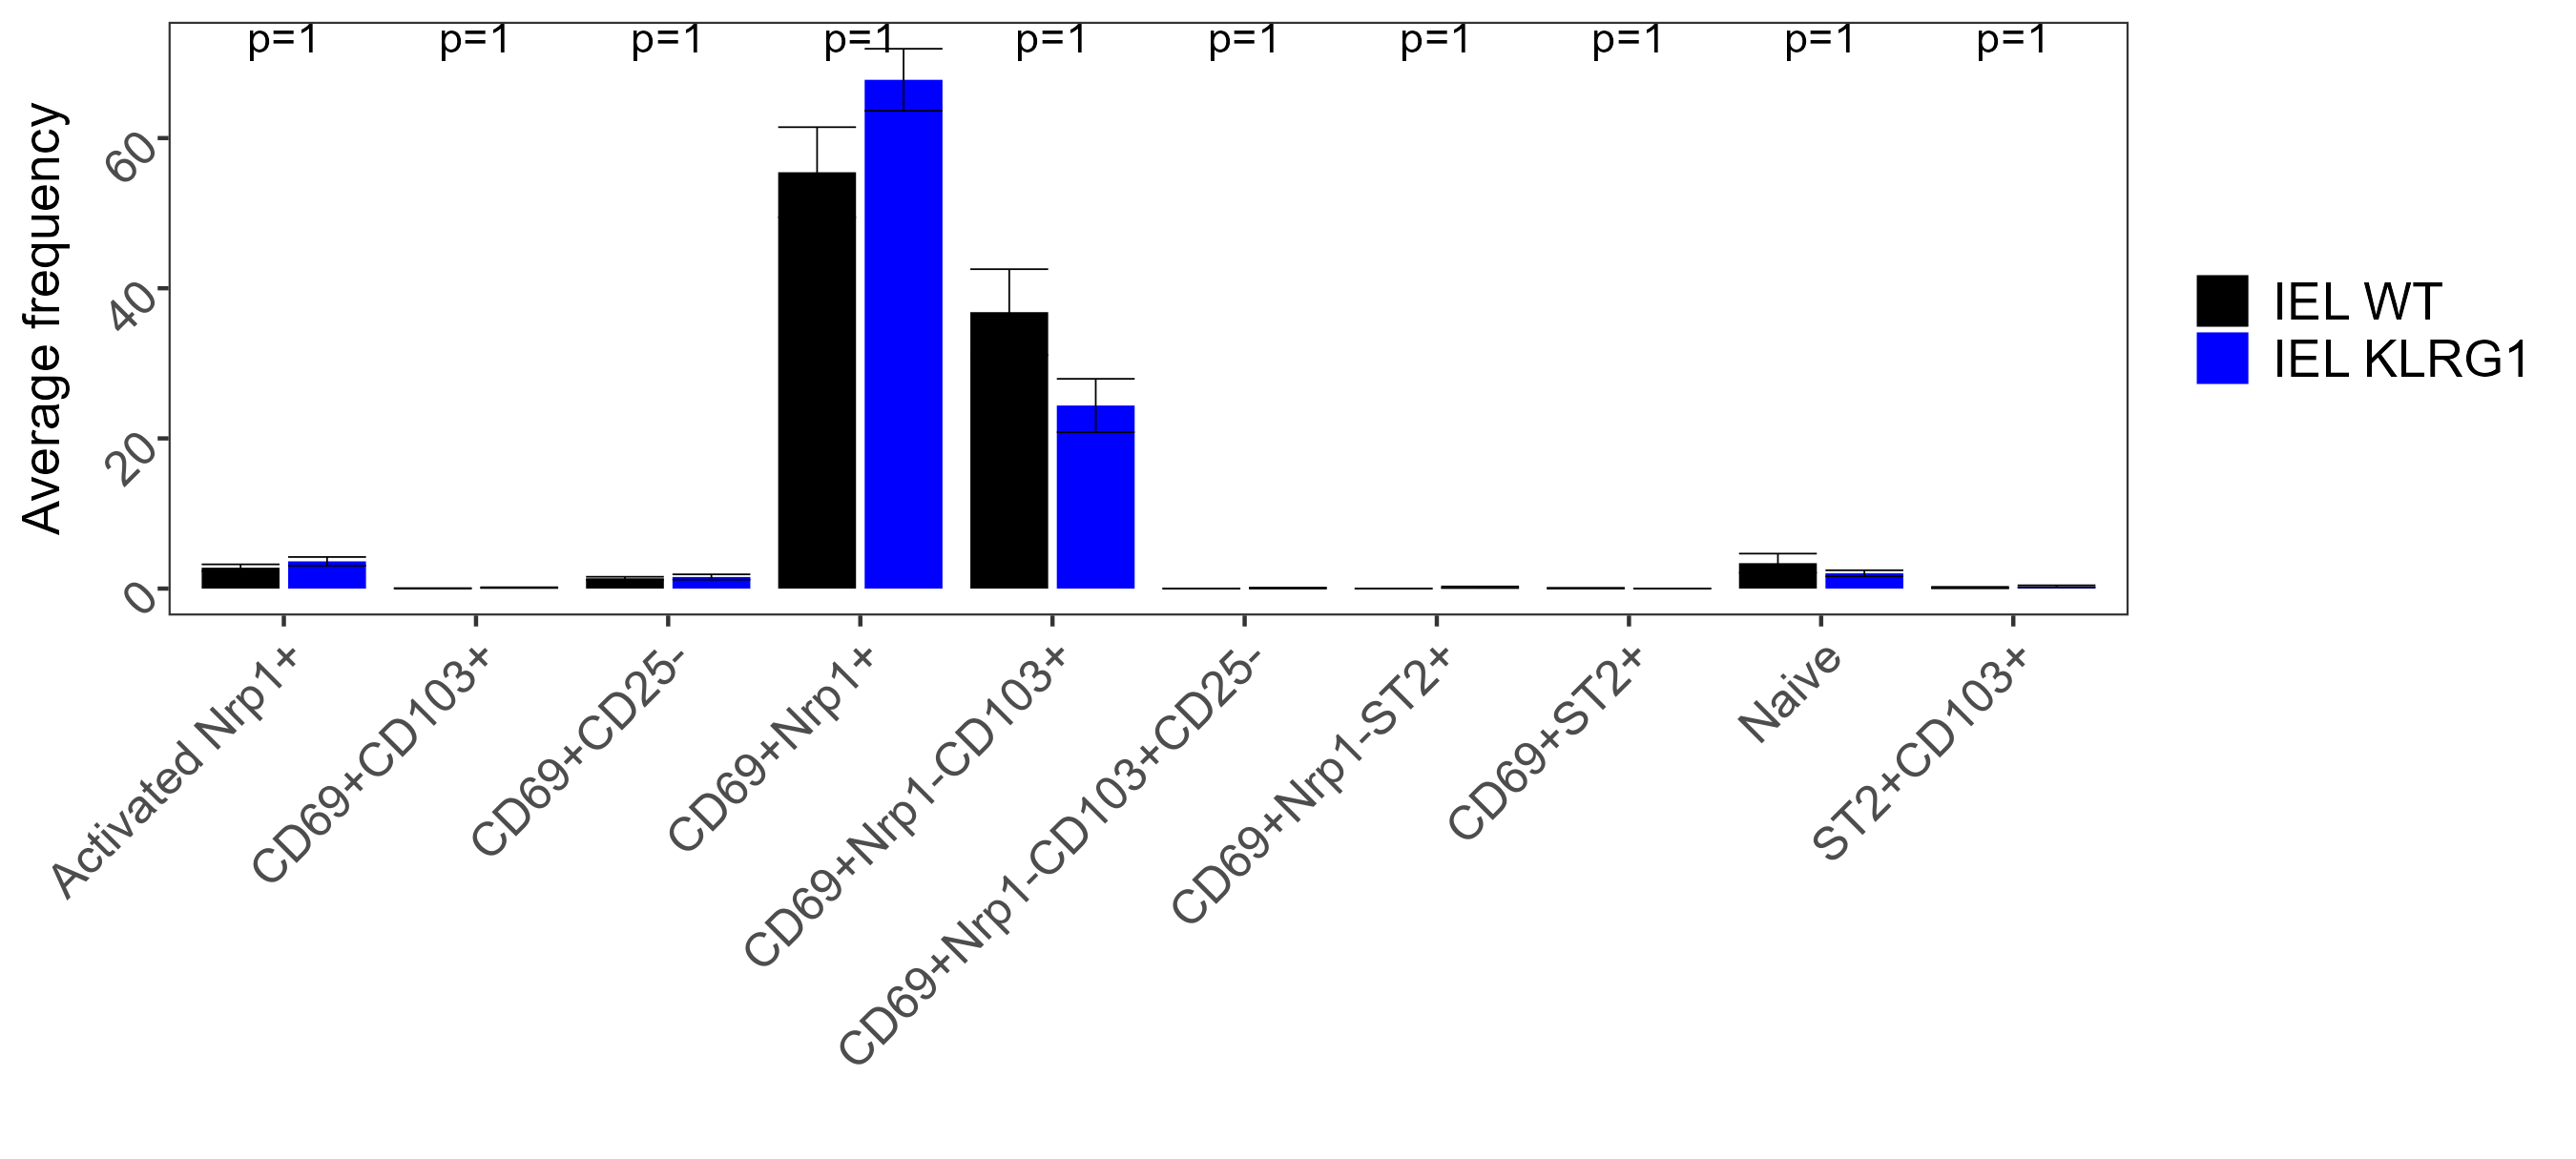 p=1 p=1 p=1 p=1 p=1 p=1 p=1 p=1 p=1 p=1
Average frequency
60
40
20
0
IEL WT
IEL KLRG1
Activated Nrp1+
CD69+CD103+
CD69+CD25-
CD69+Nrp1+
CD69+Nrp1-CD103+
CD69+Nrp1-CD103+CD25-
CD69+Nrp1-ST2+
CD69+ST2+
Naive
ST2+CD103+